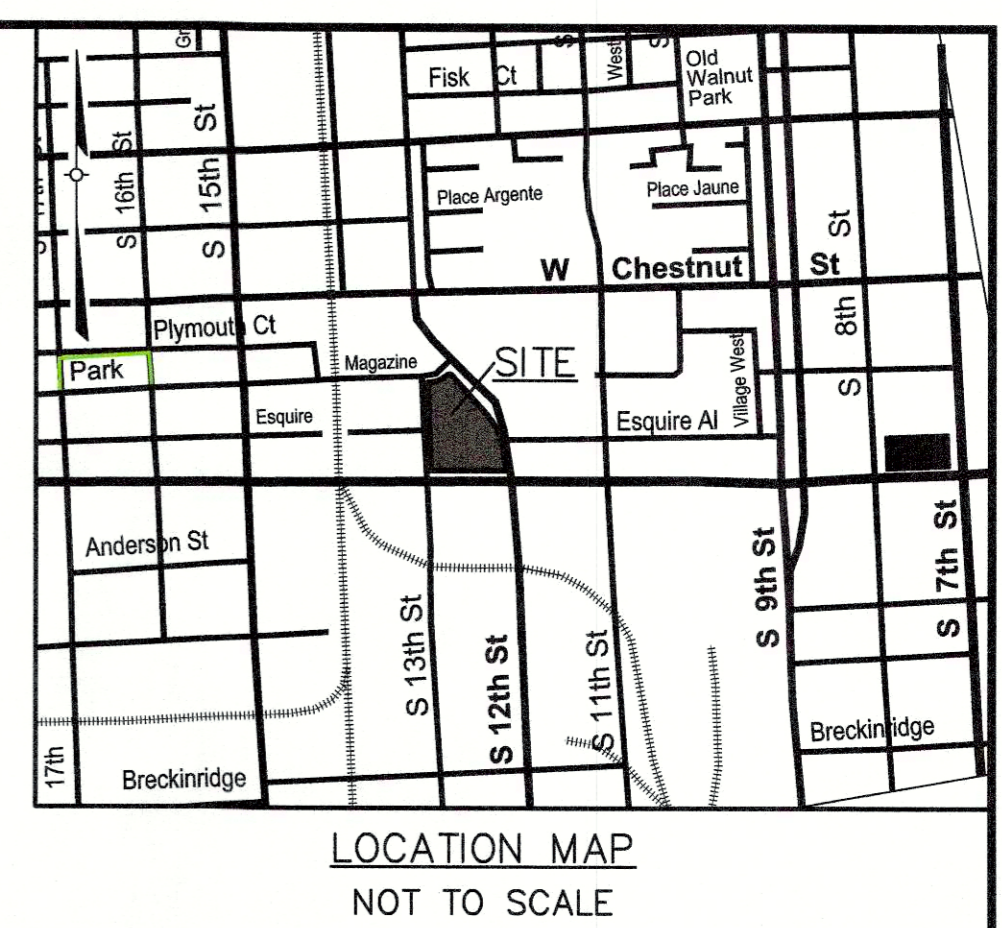 Gr
S
West
S
Fisk Ct
Old
Walnut
Park
S 16th St
S 15th St
Place Argente
Place Jaune
W Chestnut St
S 8th St
Plymouth Ct
Park
Magazine
SITE
Village West
Esquire
Esquire Al
Anderson St
S 13th St
S 12th St
S 11th St
S 9th St
S 7th St
17th
Breckinridge
Breckinridge
LOCATION MAP
NOT TO SCALE